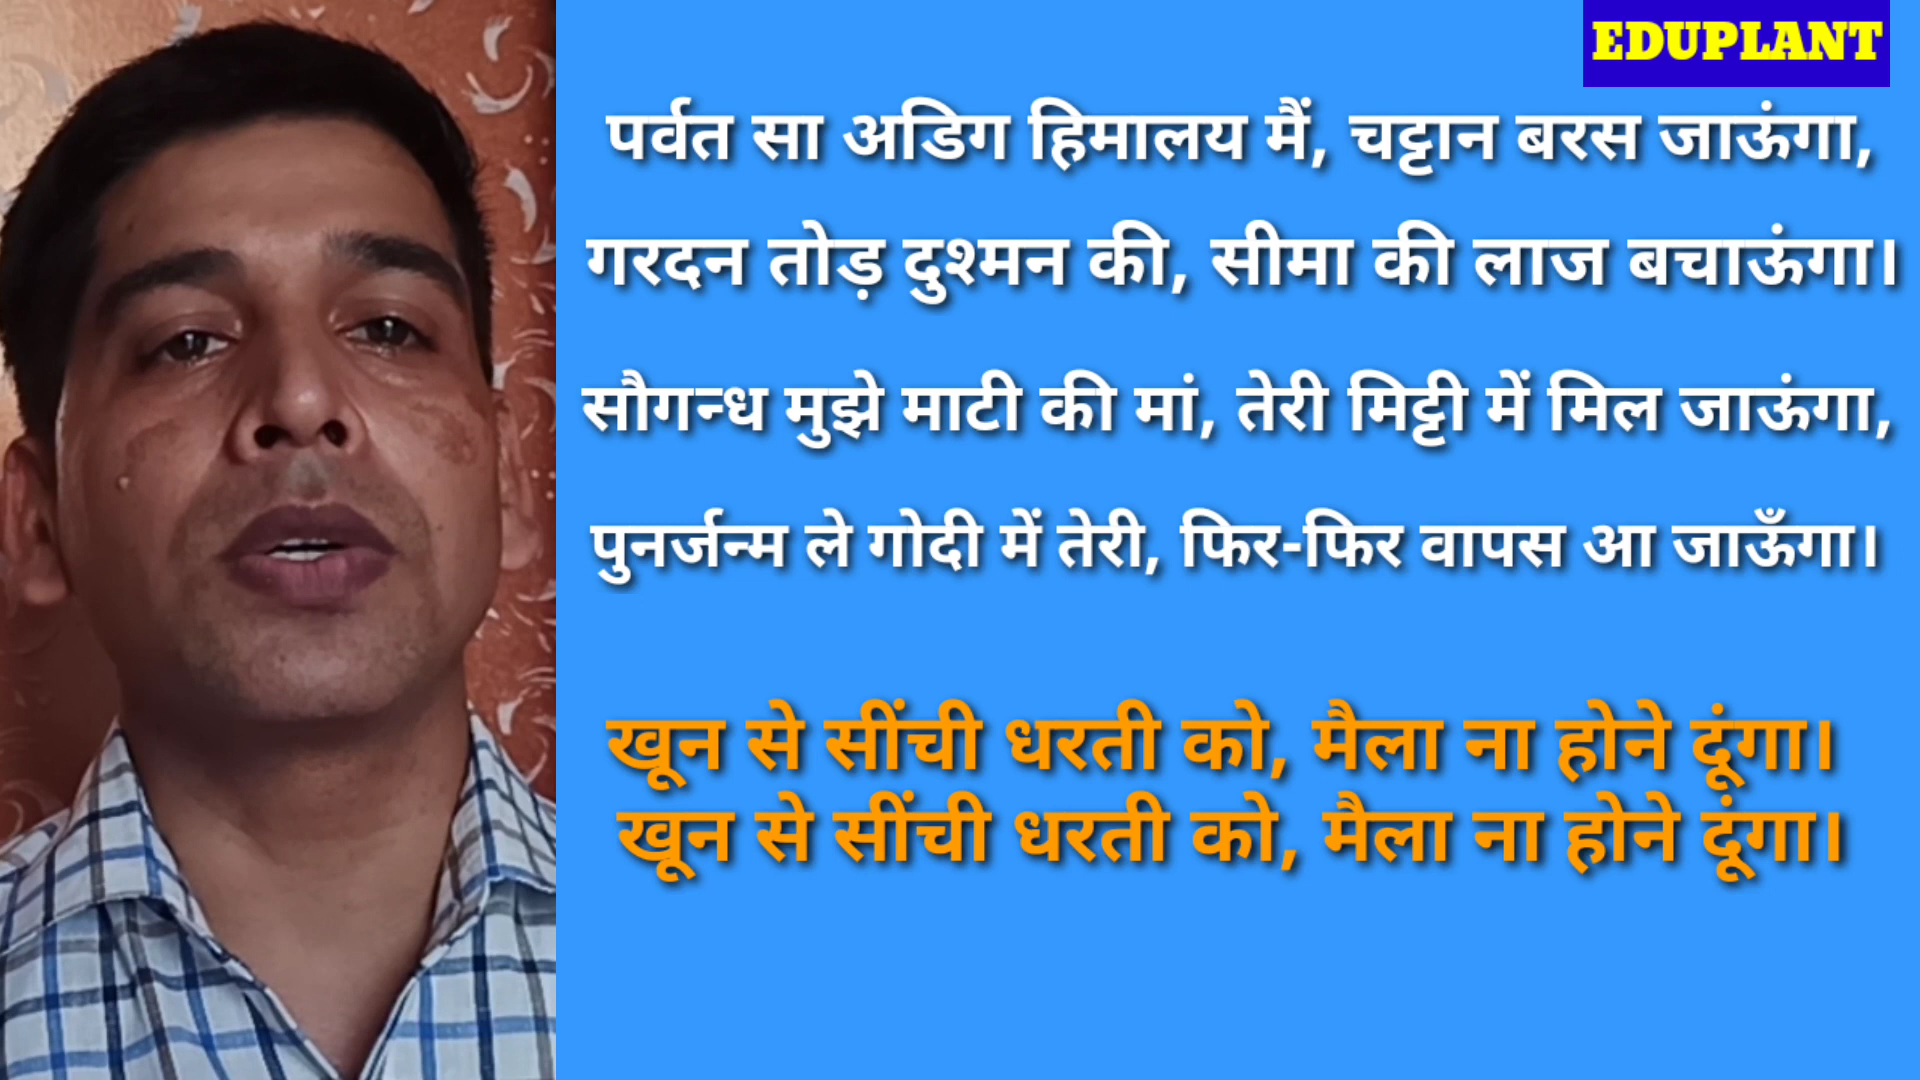 EDUPLANT
पर्वत सा अडिग हिमालय मैं, चट्टान बरस जाऊंगा,
गरदन तोड़ दुश्मन की, सीमा की लाज बचाऊंगा।
सौगन्ध मुझे माटी की मां, तेरी मिट्टी में मिल जाऊंगा,
पुनर्जन्म ले गोदी में तेरी, फिर-फिर वापस आ जाऊँगा।
खून से सींची धरती को, मैला ना होने दूंगा।
खून से सींची धरती को, मैला ना होने दूंगा।